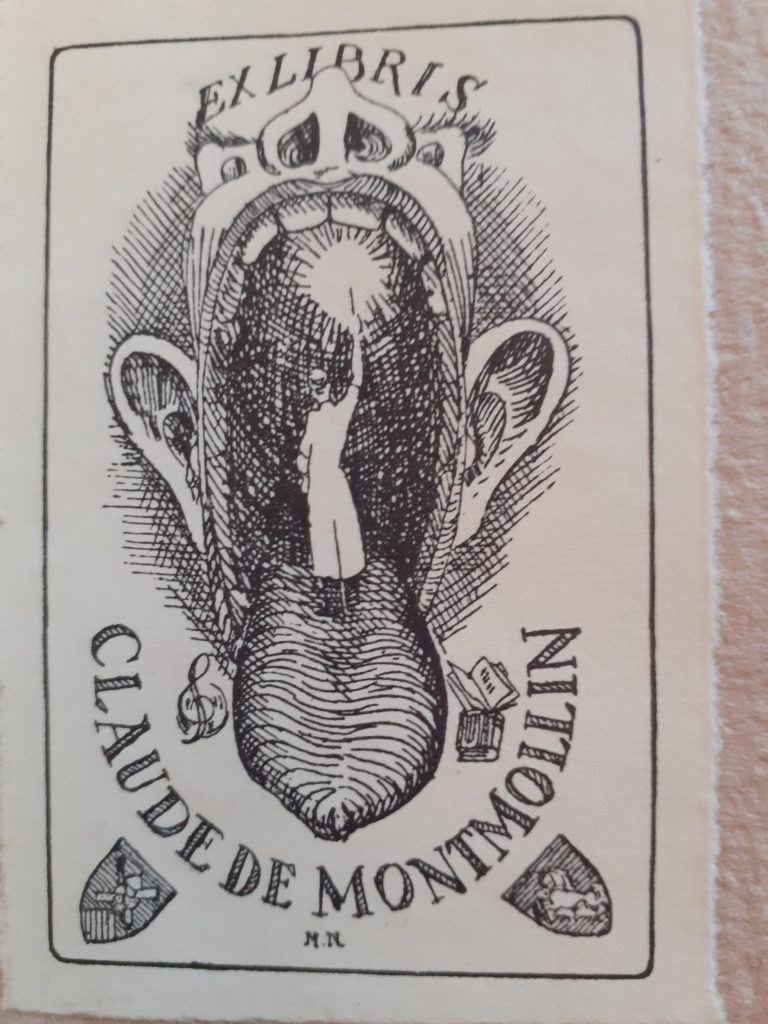 EX LIBRIS
CLAUDE DE MONTMOLLIN
M.N.